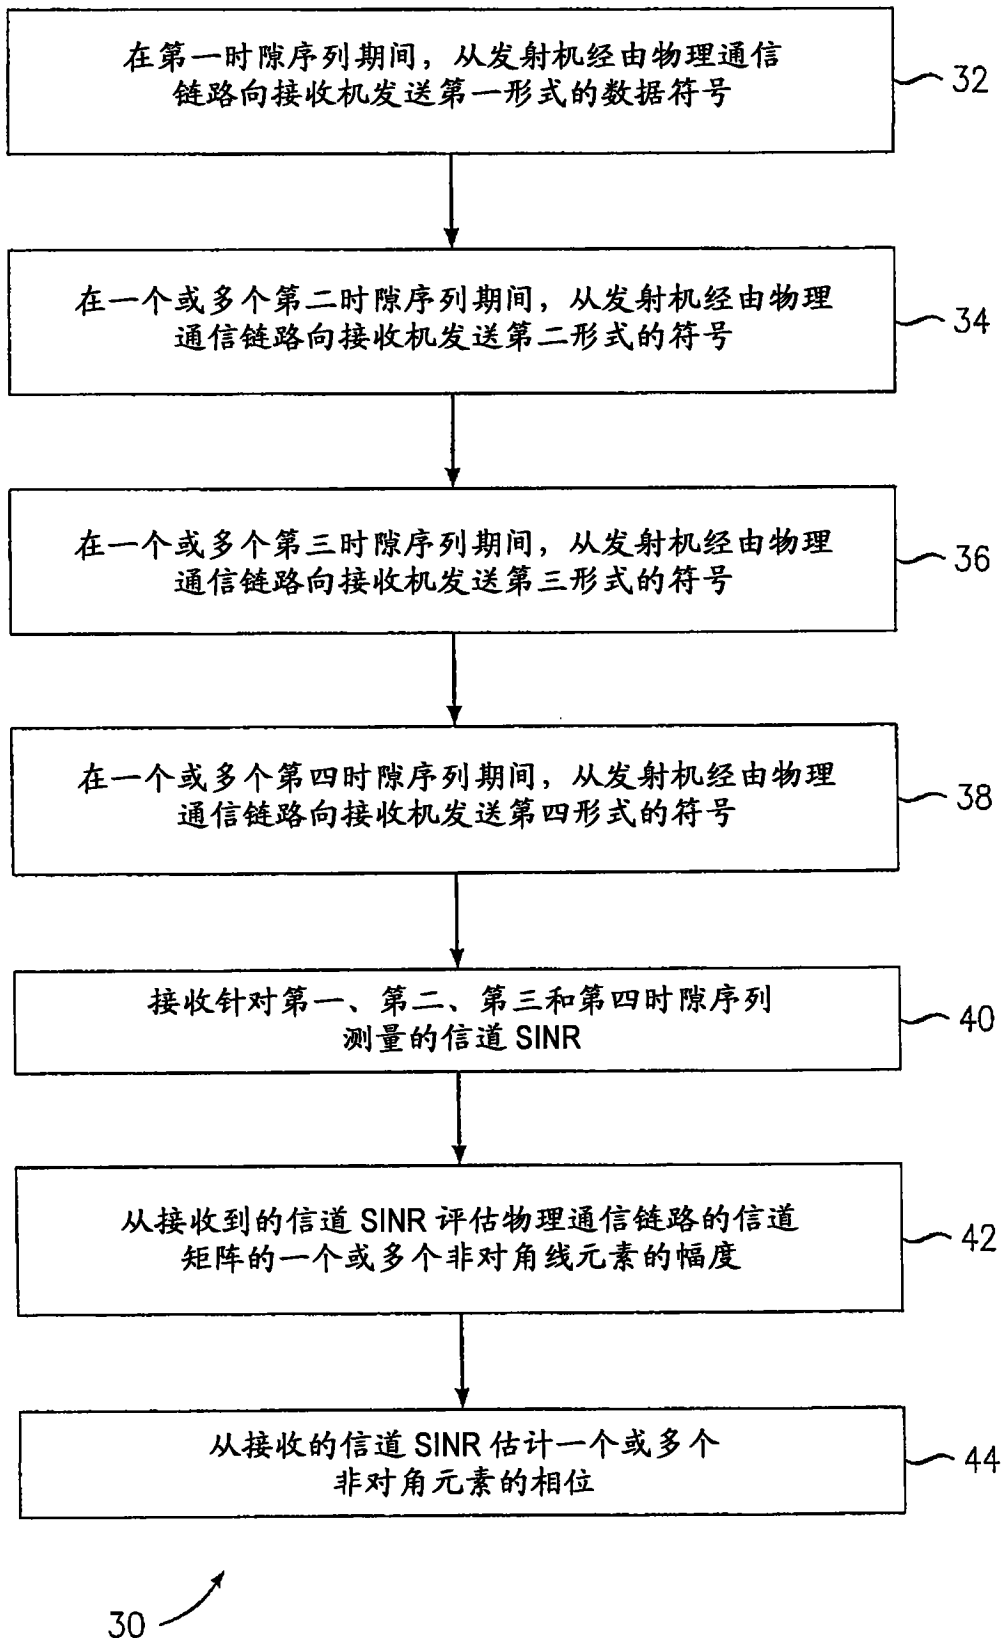 在第一时隙序列期间，从发射机经由物理通信
链路向接收机发送第一形式的数据符号
32
在一个或多个第二时隙序列期间，从发射机经由物理
通信链路向接收机发送第二形式的符号
34
在一个或多个第三时隙序列期间，从发射机经由物理
通信链路向接收机发送第三形式的符号
36
在一个或多个第四时隙序列期间，从发射机经由物理
通信链路向接收机发送第四形式的符号
38
接收针对第一、第二、第三和第四时隙序列
测量的信道 SINR
40
从接收到的信道 SINR 评估物理通信链路的信道
矩阵的一个或多个非对角线元素的幅度
42
从接收的信道 SINR 估计一个或多个
非对角元素的相位
44
30